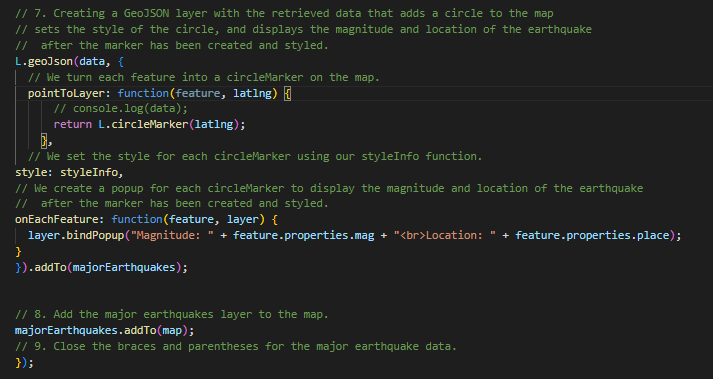 // 7. Creating a GeoJSON layer with the retrieved data that adds a circle to the map
// sets the style of the circle, and displays the magnitude and location of the earthquake
//  after the marker has been created and styled.
L.geoJson(data, {
  // We turn each feature into a circleMarker on the map.
  pointToLayer: function(feature, latlng) {
      // console.log(data);
      return L.circleMarker(latlng);
    },
  // We set the style for each circleMarker using our styleInfo function.
style: styleInfo,
// We create a popup for each circleMarker to display the magnitude and location of the earthquake
//  after the marker has been created and styled.
onEachFeature: function(feature, layer) {
  layer.bindPopup("Magnitude: " + feature.properties.mag + "<br>Location: " + feature.properties.place);
}
}).addTo(majorEarthquakes);
// 8. Add the major earthquakes layer to the map.
majorEarthquakes.addTo(map);
// 9. Close the braces and parentheses for the major earthquake data.
});